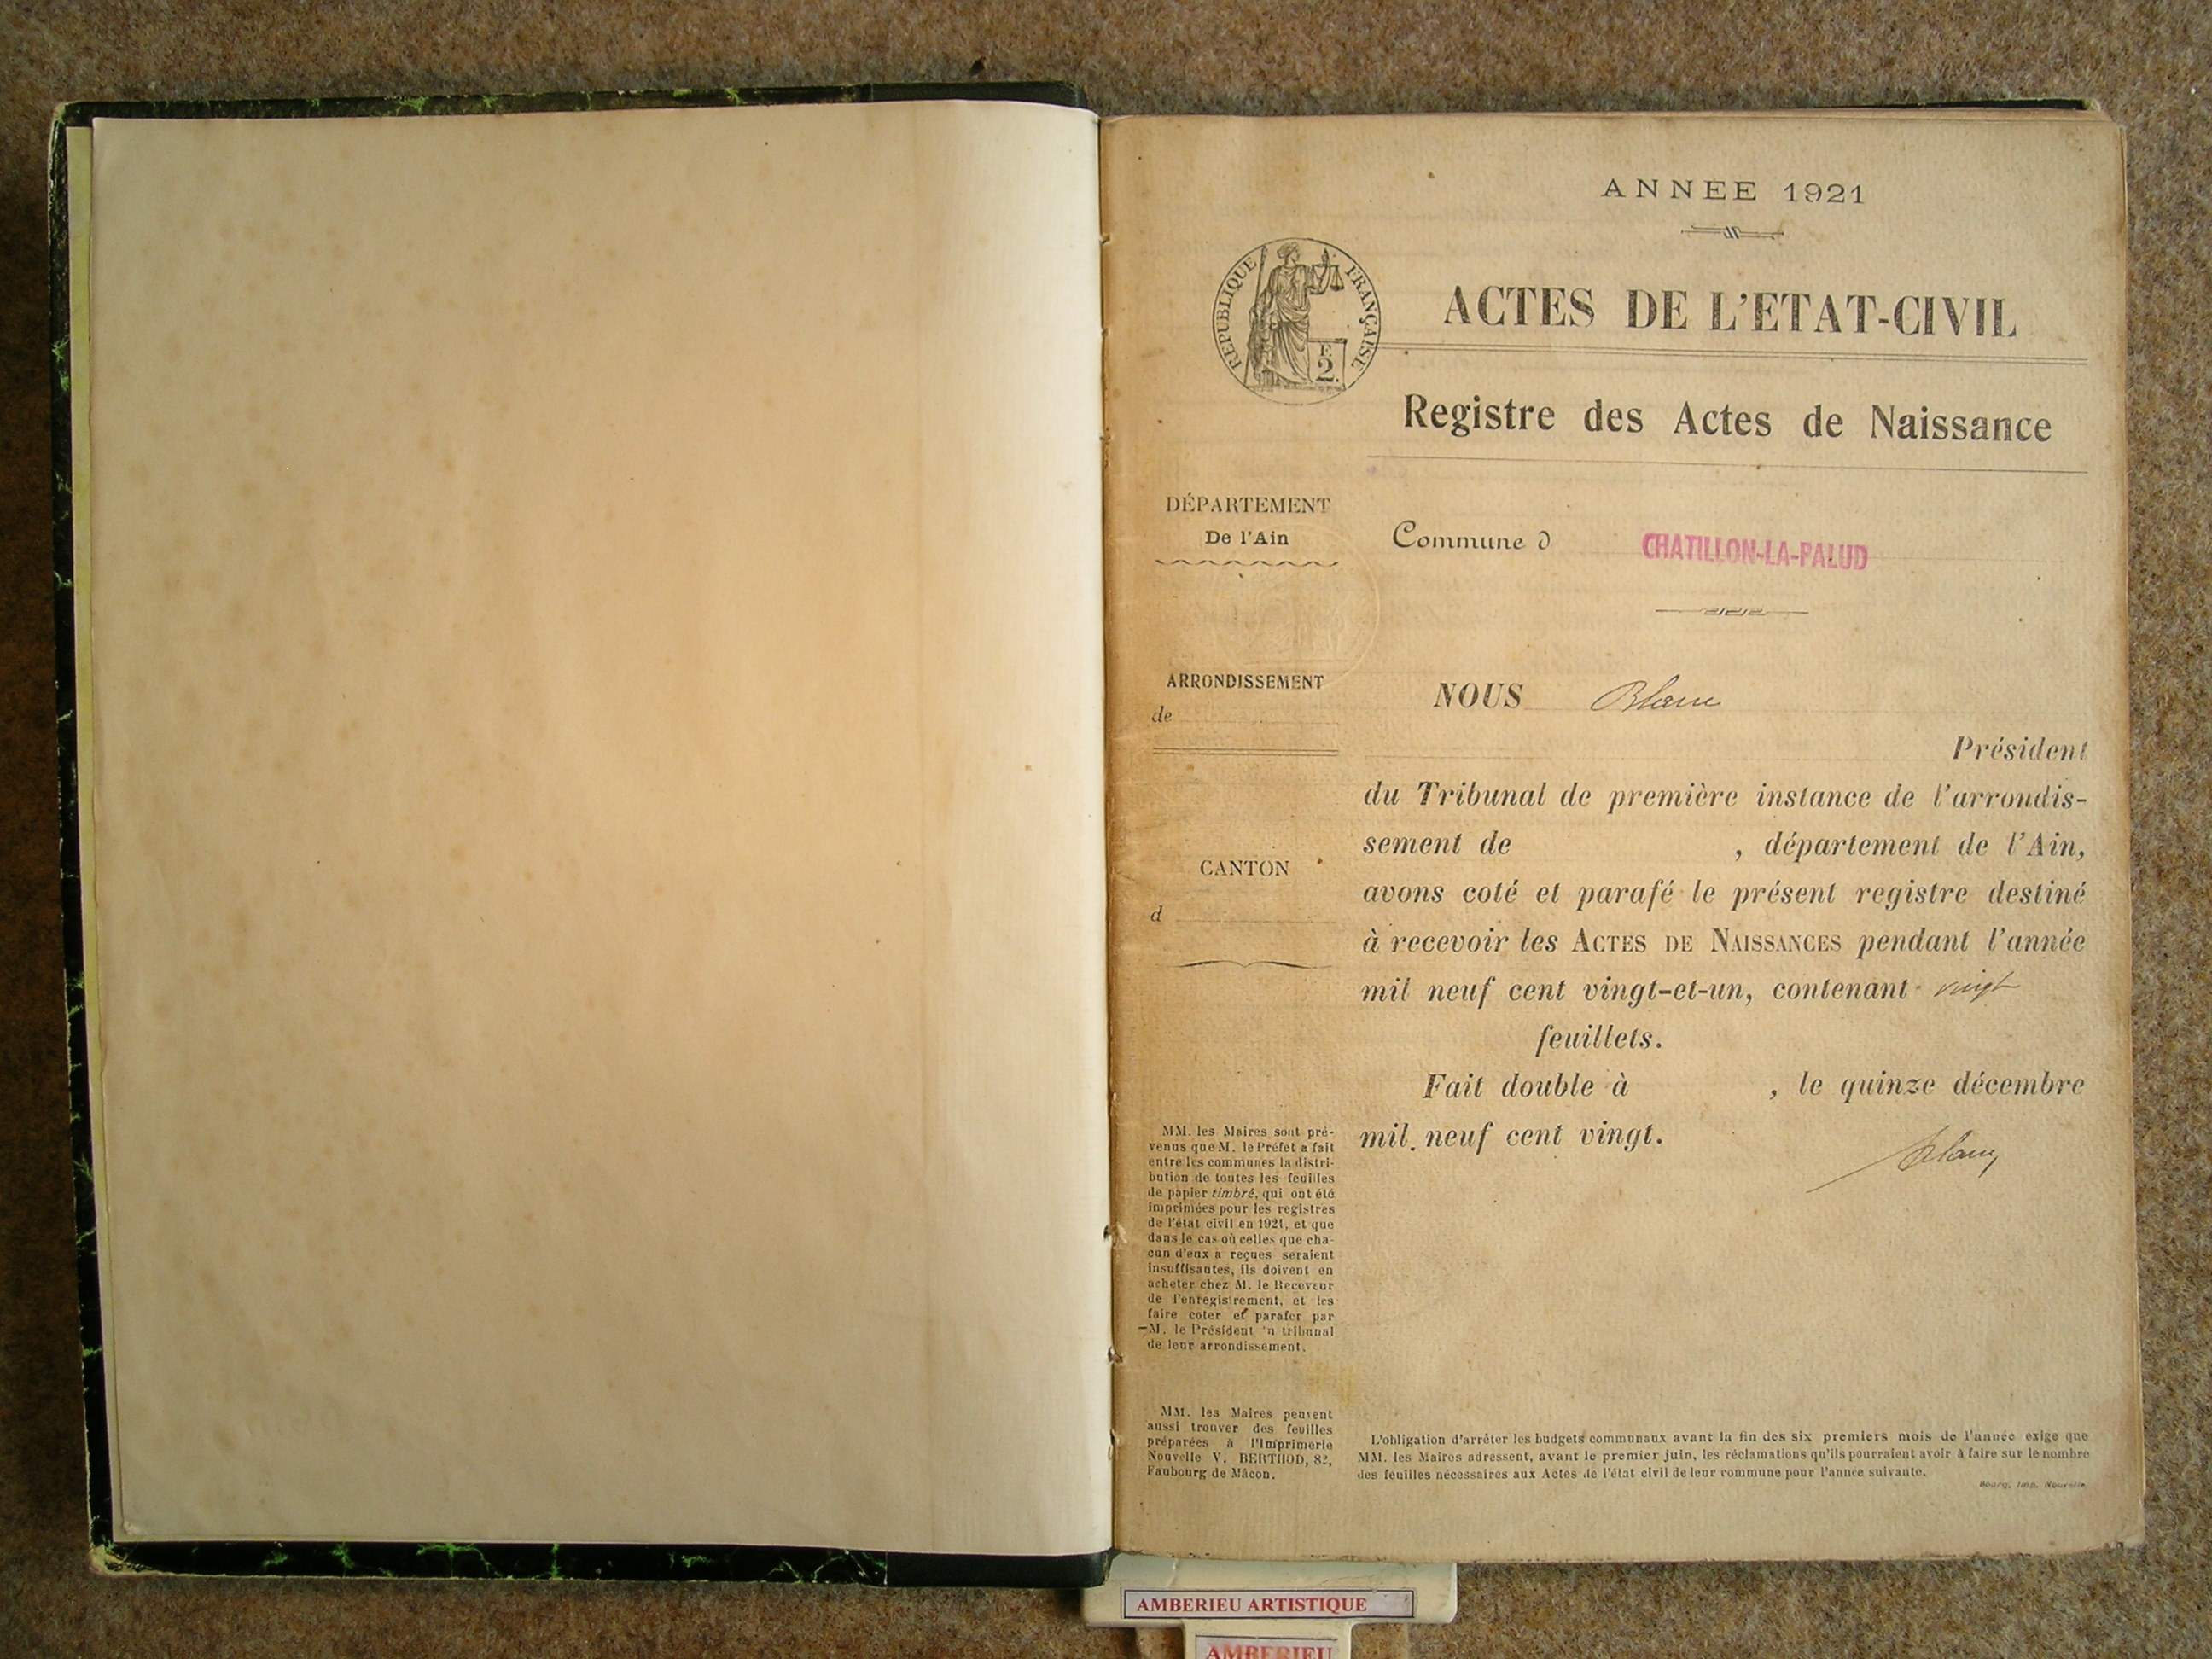 ANNEE 1921
RÉPUBLIQUE FRANÇAISE
E
2.
ACTES DE L'ETAT-CIVIL
Registre des Actes de Naissance
DÉPARTEMENT
De l'Ain
Commune d CHATILLON-LA-PALUD
ARRONDISSEMENT
de
CANTON
d
NOUS Blanc
Président
du Tribunal de première instance de l'arrondis-
sement de , département de l'Ain,
avons coté et parafé le présent registre destiné
à recevoir les ACTES DE NAISSANCES pendant l'année
mil neuf cent vingt-et-un, contenant vingt
feuillets.
Fait double à , le quinze décembre
mil neuf cent vingt.
Blanc
MM. les Maires sont pré-
venus que M. le Préfet a fait
entre les communes la distri-
bution de toutes les feuilles
de papier timbré, qui ont été
imprimées pour les registres
de l'état civil en 1921, et que
dans le cas où celles que cha-
cun d'eux a reçues seraient
insuffisantes, ils doivent en
acheter chez M. le Receveur
de l'enregistrement, et les
faire coter et parafer par
M. le Président 'n tribunal
de leur arrondissement.
MM. les Maires peuvent
aussi trouver des feuilles
préparées à l'Imprimerie
Nouvelle V. BERTHOD, 82,
Faubourg de Mâcon.
L'obligation d'arrêter les budgets communaux avant la fin des six premiers mois de l'année exige que
MM. les Maires adressent, avant le premier juin, les réclamations qu'ils pourraient avoir à faire sur le nombre
des feuilles nécessaires aux Actes de l'état civil de leur commune pour l'année suivante.
Bourg, Imp. Nouvelle
AMBERIEU ARTISTIQUE
AMBERIEU